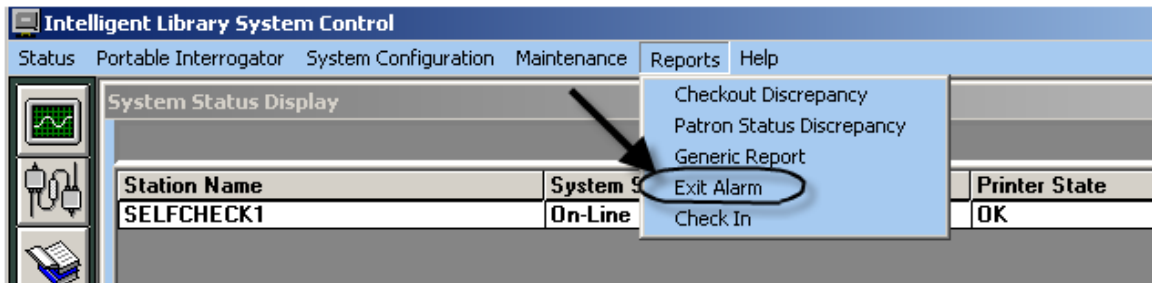 Intelligent Library System Control
Status Portable Interrogator System Configuration Maintenance Reports Help
System Status Display
Checkout Discrepancy
Patron Status Discrepancy
Generic Report
Exit Alarm
Check In
Station Name System S Printer State
SELFCHECK1 On-Line OK